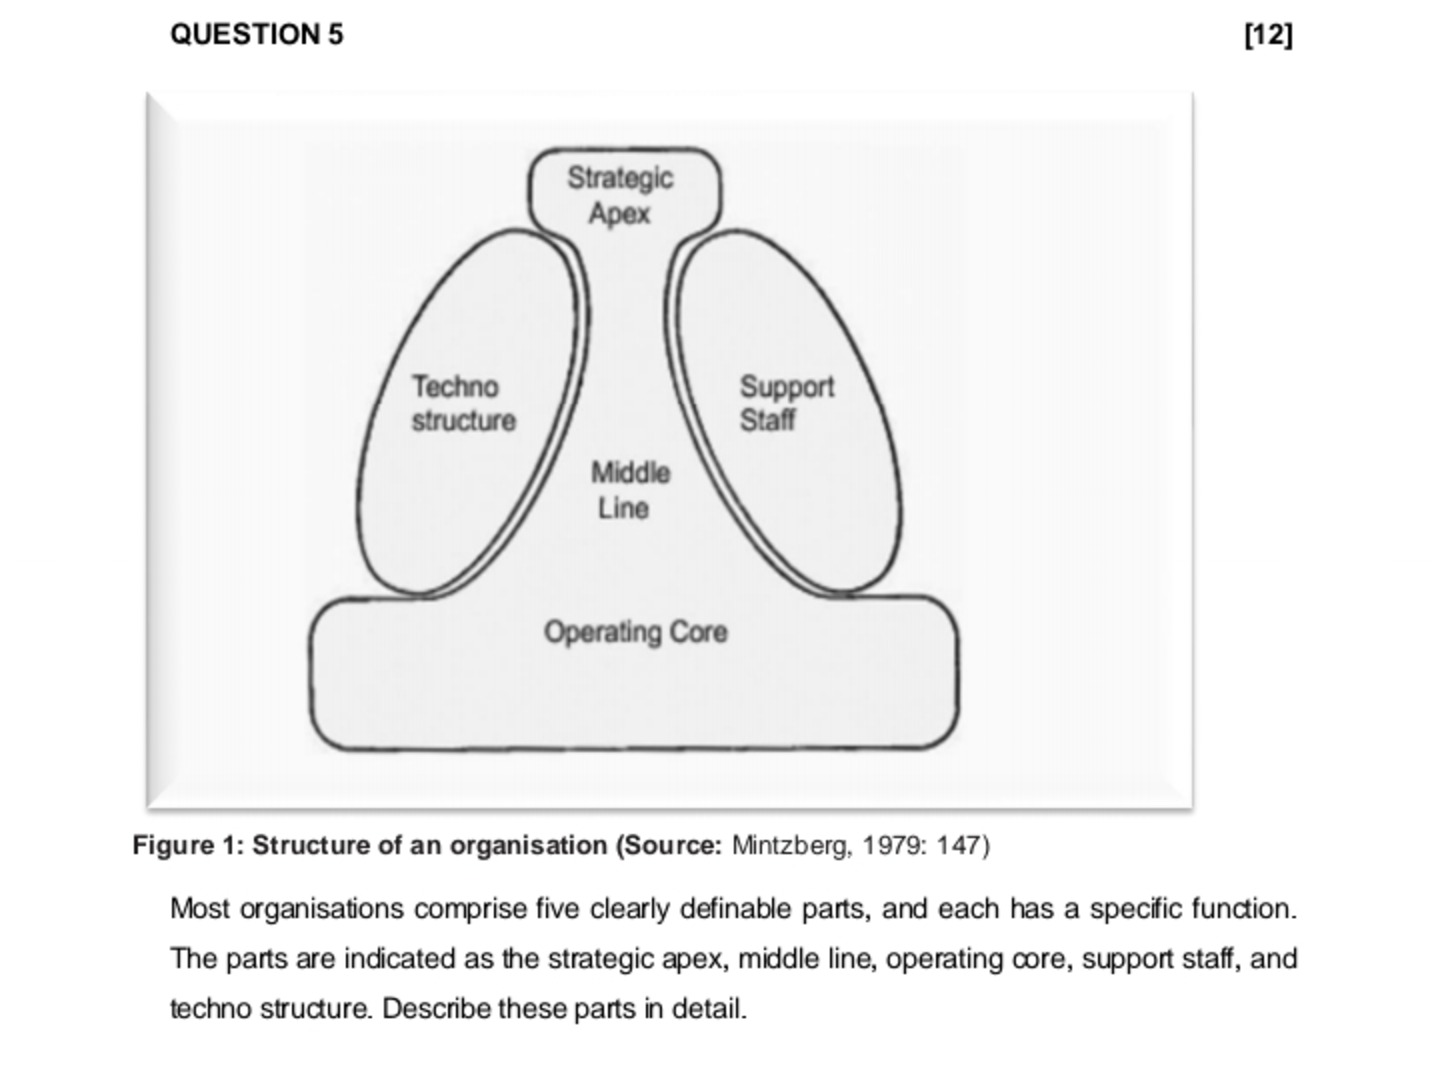 QUESTION 5 [12]
Strategic
Apex
Techno
structure
Support
Staff
Middle
Line
Operating Core
Figure 1: Structure of an organisation (Source: Mintzberg, 1979: 147)
Most organisations comprise five clearly definable parts, and each has a specific function.
The parts are indicated as the strategic apex, middle line, operating core, support staff, and
techno structure. Describe these parts in detail.